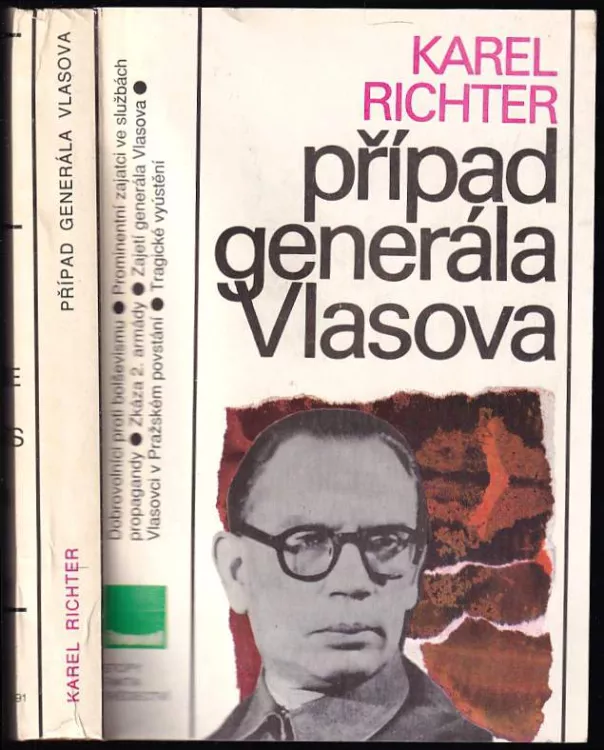 KAREL
RICHTER
případ
generála
Vlasova
Dobrovolníci proti bolševismu ● Prominentní zajatci ve službách
propagandy ● Zkáza 2. armády ● Zajetí generála Vlasova ●
Vlasovci v Pražském povstání ● Tragické vyústění
KAREL RICHTER
PŘÍPAD GENERÁLA VLASOVA
91